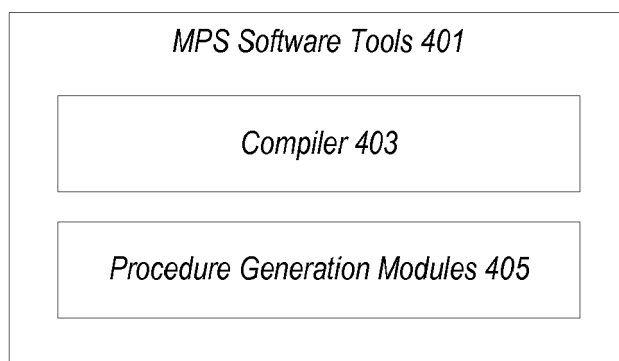 MPS Software Tools 401
Compiler 403
Procedure Generation Modules 405